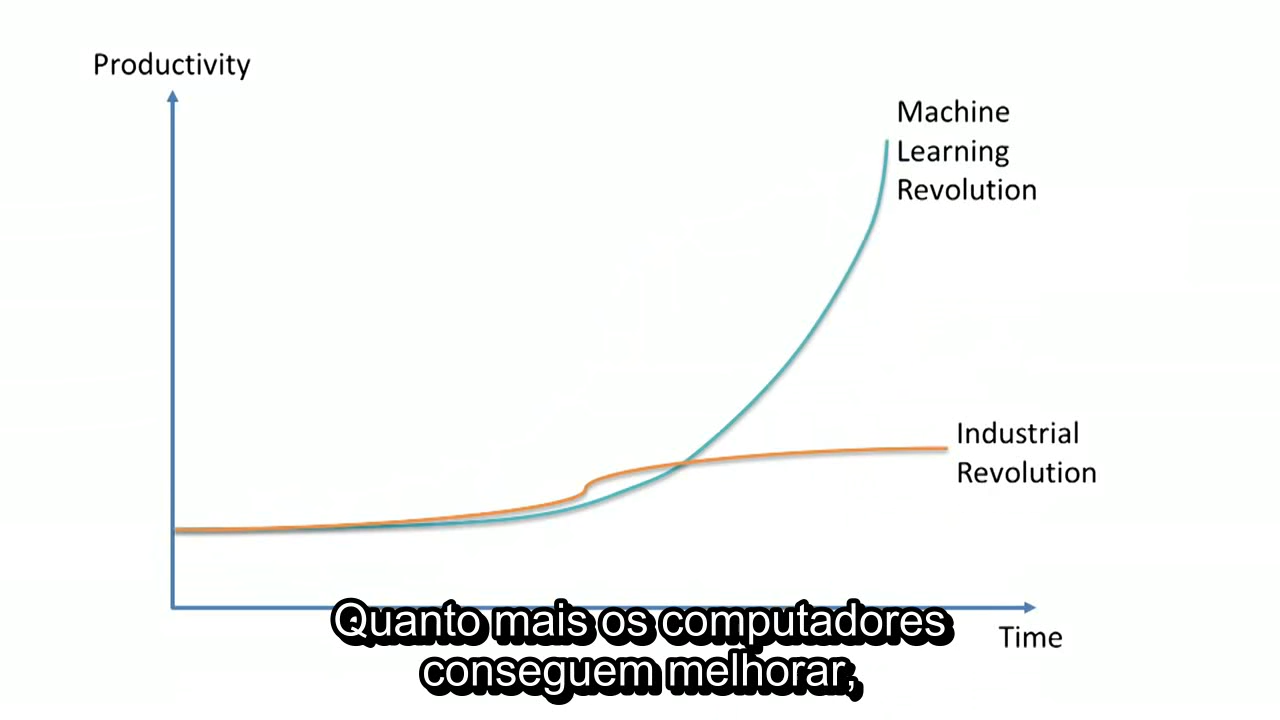 Productivity
Machine
Learning
Revolution
Industrial
Revolution
Time
Quanto mais os computadores
conseguem melhorar,